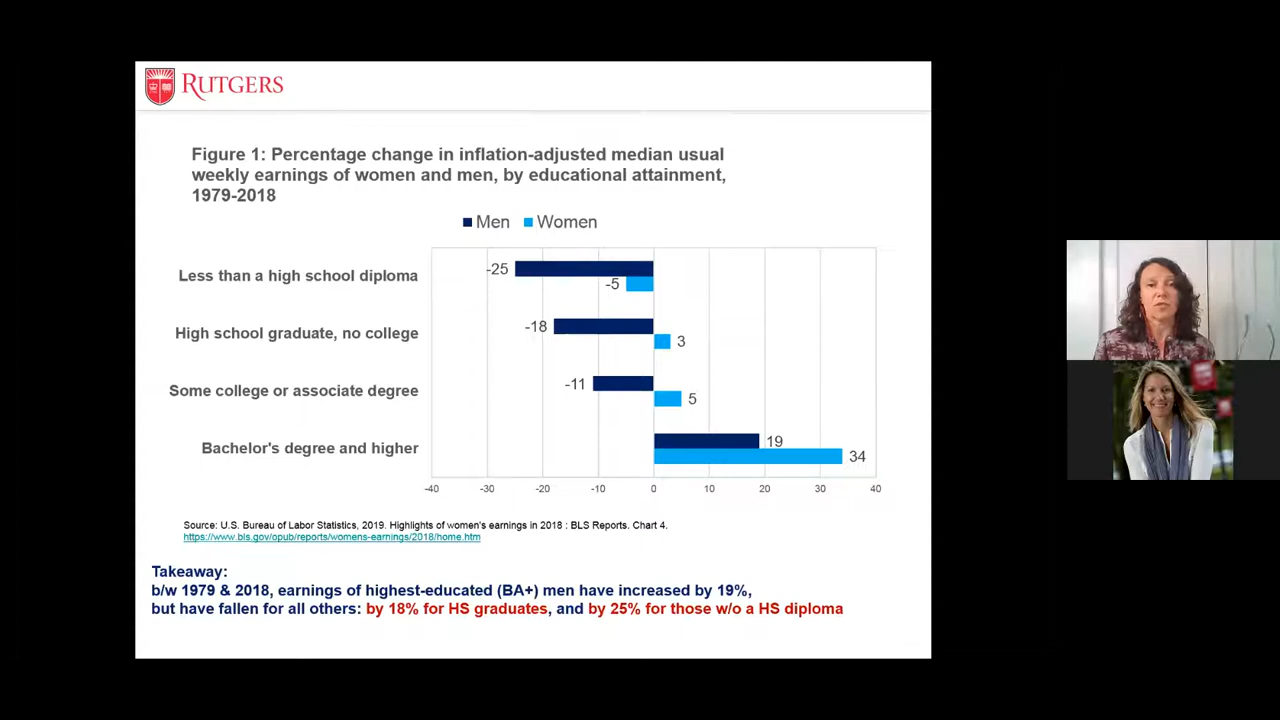 RUTGERS
Figure 1: Percentage change in inflation-adjusted median usual
weekly earnings of women and men, by educational attainment,
1979-2018
Men Women
Less than a high school diploma -25 -5
High school graduate, no college -18 3
Some college or associate degree -11 5
Bachelor's degree and higher 19 34
-40 -30 -20 -10 0 10 20 30 40
Source: U.S. Bureau of Labor Statistics, 2019. Highlights of women's earnings in 2018 : BLS Reports. Chart 4.
https://www.bls.gov/opub/reports/womens-earnings/2018/home.htm
Takeaway:
b/w 1979 & 2018, earnings of highest-educated (BA+) men have increased by 19%,
but have fallen for all others: by 18% for HS graduates, and by 25% for those w/o a HS diploma